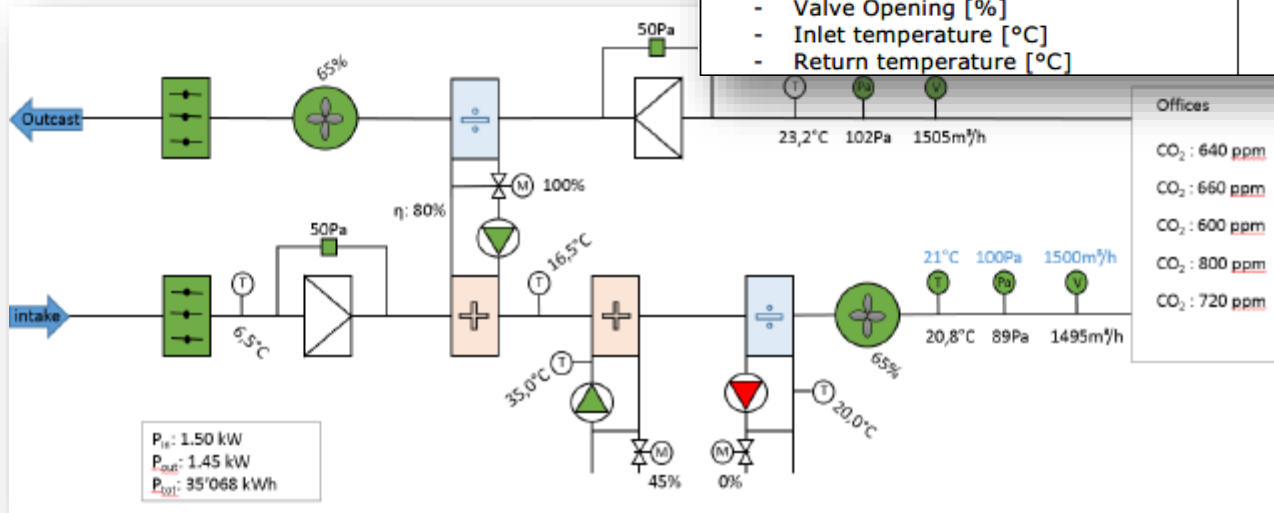 - Valve Opening [%]
- Inlet temperature [°C]
- Return temperature [°C]
50Pa
65%
Outcast
÷
T
Pa
V
23,2°C 102Pa 1505m³/h
Offices
CO₂ : 640 ppm
CO₂ : 660 ppm
CO₂ : 600 ppm
CO₂ : 800 ppm
CO₂ : 720 ppm
M 100%
η: 80%
50Pa
16,5°C
21°C 100Pa 1500m³/h
intake
T
6,5°C
+
T
+
÷
T
Pa
V
20,8°C 89Pa 1495m³/h
65%
35,0°C T
T 20,0°C
M
45%
M
0%
Pin: 1.50 kW
Pout: 1.45 kW
Ptot: 35'068 kWh